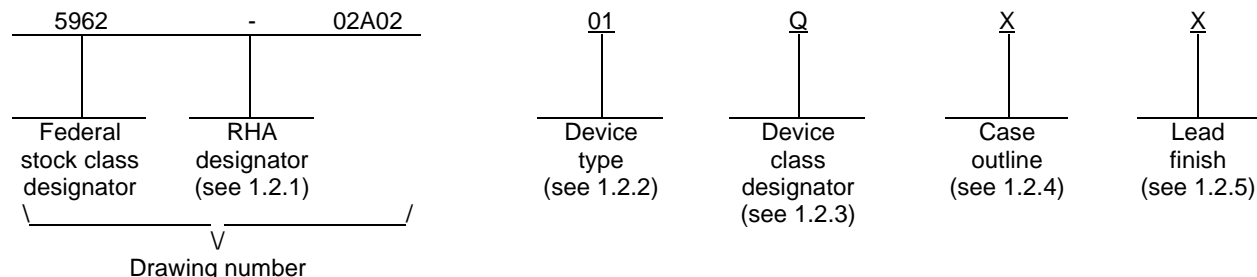 5962 - 02A02 01 Q X X
Federal stock class designator
RHA designator (see 1.2.1)
Device type (see 1.2.2)
Device class designator (see 1.2.3)
Case outline (see 1.2.4)
Lead finish (see 1.2.5)
\ / \/
Drawing number